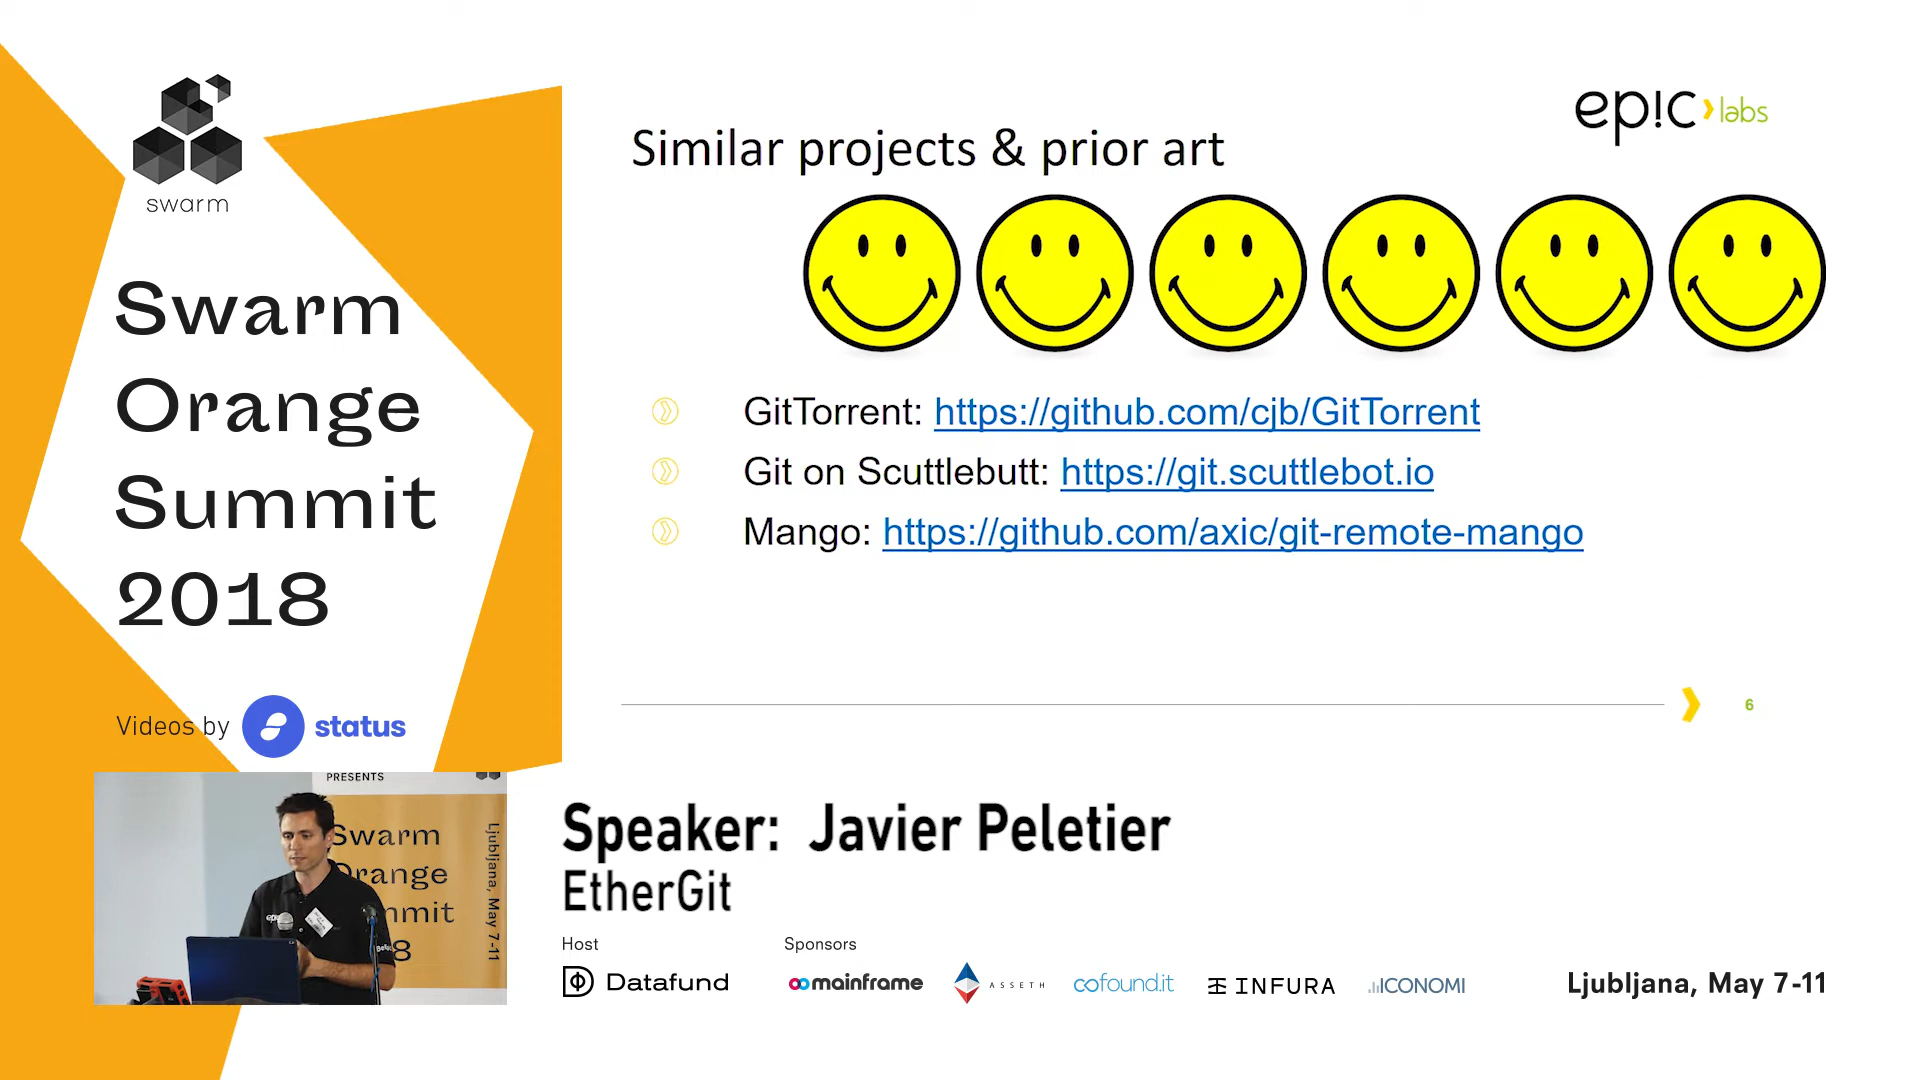 swarm
Swarm
Orange
Summit
2018
Videos by status
ep!c labs
Similar projects & prior art
GitTorrent: https://github.com/cjb/GitTorrent
Git on Scuttlebutt: https://git.scuttlebot.io
Mango: https://github.com/axic/git-remote-mango
6
PRESENTS
Swarm
Orange
mmit
8
Ljubljana, May 7-11
epic
Speaker: Javier Peletier
EtherGit
Host
Sponsors
Datafund
mainframe
ASSETH
cofound.it
INFURA
ICONOMI
Ljubljana, May 7-11